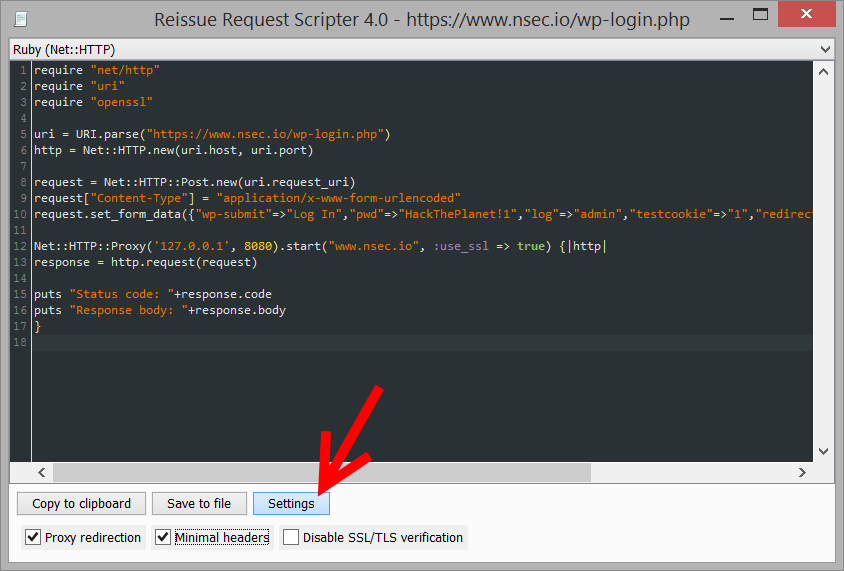 Reissue Request Scripter 4.0 - https://www.nsec.io/wp-login.php
Ruby (Net::HTTP)
1 require "net/http"
2 require "uri"
3 require "openssl"
4
5 uri = URI.parse("https://www.nsec.io/wp-login.php")
6 http = Net::HTTP.new(uri.host, uri.port)
7
8 request = Net::HTTP::Post.new(uri.request_uri)
9 request["Content-Type"] = "application/x-www-form-urlencoded"
10 request.set_form_data({"wp-submit"=>"Log In","pwd"=>"HackThePlanet!1","log"=>"admin","testcookie"=>"1","redirect
11
12 Net::HTTP::Proxy('127.0.0.1', 8080).start("www.nsec.io", :use_ssl => true) {|http|
13 response = http.request(request)
14
15 puts "Status code: "+response.code
16 puts "Response body: "+response.body
17 }
18
Copy to clipboard Save to file Settings
Proxy redirection Minimal headers Disable SSL/TLS verification